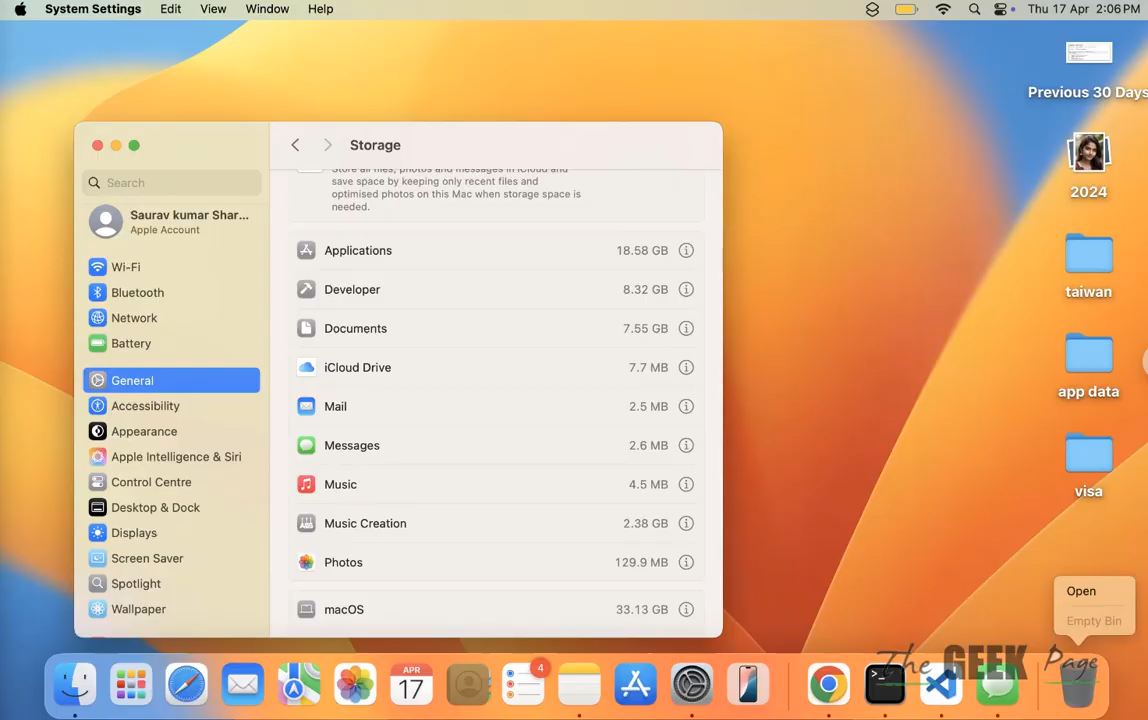 System Settings Edit View Window Help
Thu 17 Apr 2:06 PM
Previous 30 Days
2024
taiwan
app data
visa
Search
Saurav kumar Shar...
Apple Account
Wi-Fi
Bluetooth
Network
Battery
General
Accessibility
Appearance
Apple Intelligence & Siri
Control Centre
Desktop & Dock
Displays
Screen Saver
Spotlight
Wallpaper
Storage
Store all files, photos and messages in iCloud and
save space by keeping only recent files and
optimised photos on this Mac when storage space is
needed.
Applications 18.58 GB
Developer 8.32 GB
Documents 7.55 GB
iCloud Drive 7.7 MB
Mail 2.5 MB
Messages 2.6 MB
Music 4.5 MB
Music Creation 2.38 GB
Photos 129.9 MB
macOS 33.13 GB
Open
Empty Bin
APR
17
4
The GEEK Page